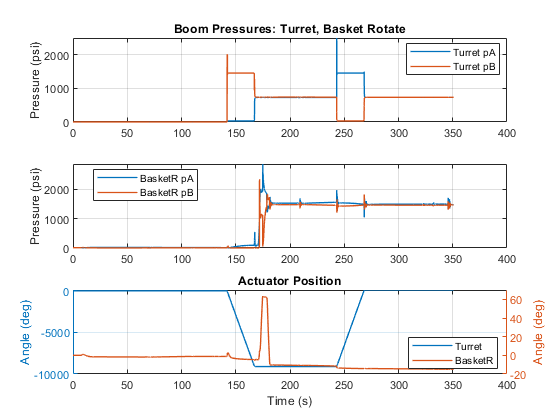 Boom Pressures: Turret, Basket Rotate
Pressure (psi)
2000
1000
0
0 50 100 150 200 250 300 350 400
Turret pA
Turret pB
Pressure (psi)
2000
1000
0
0 50 100 150 200 250 300 350 400
BasketR pA
BasketR pB
Actuator Position
Angle (deg)
0
-5000
-10000
60
40
20
0
-20
Angle (deg)
0 50 100 150 200 250 300 350 400
Turret
BasketR
Time (s)